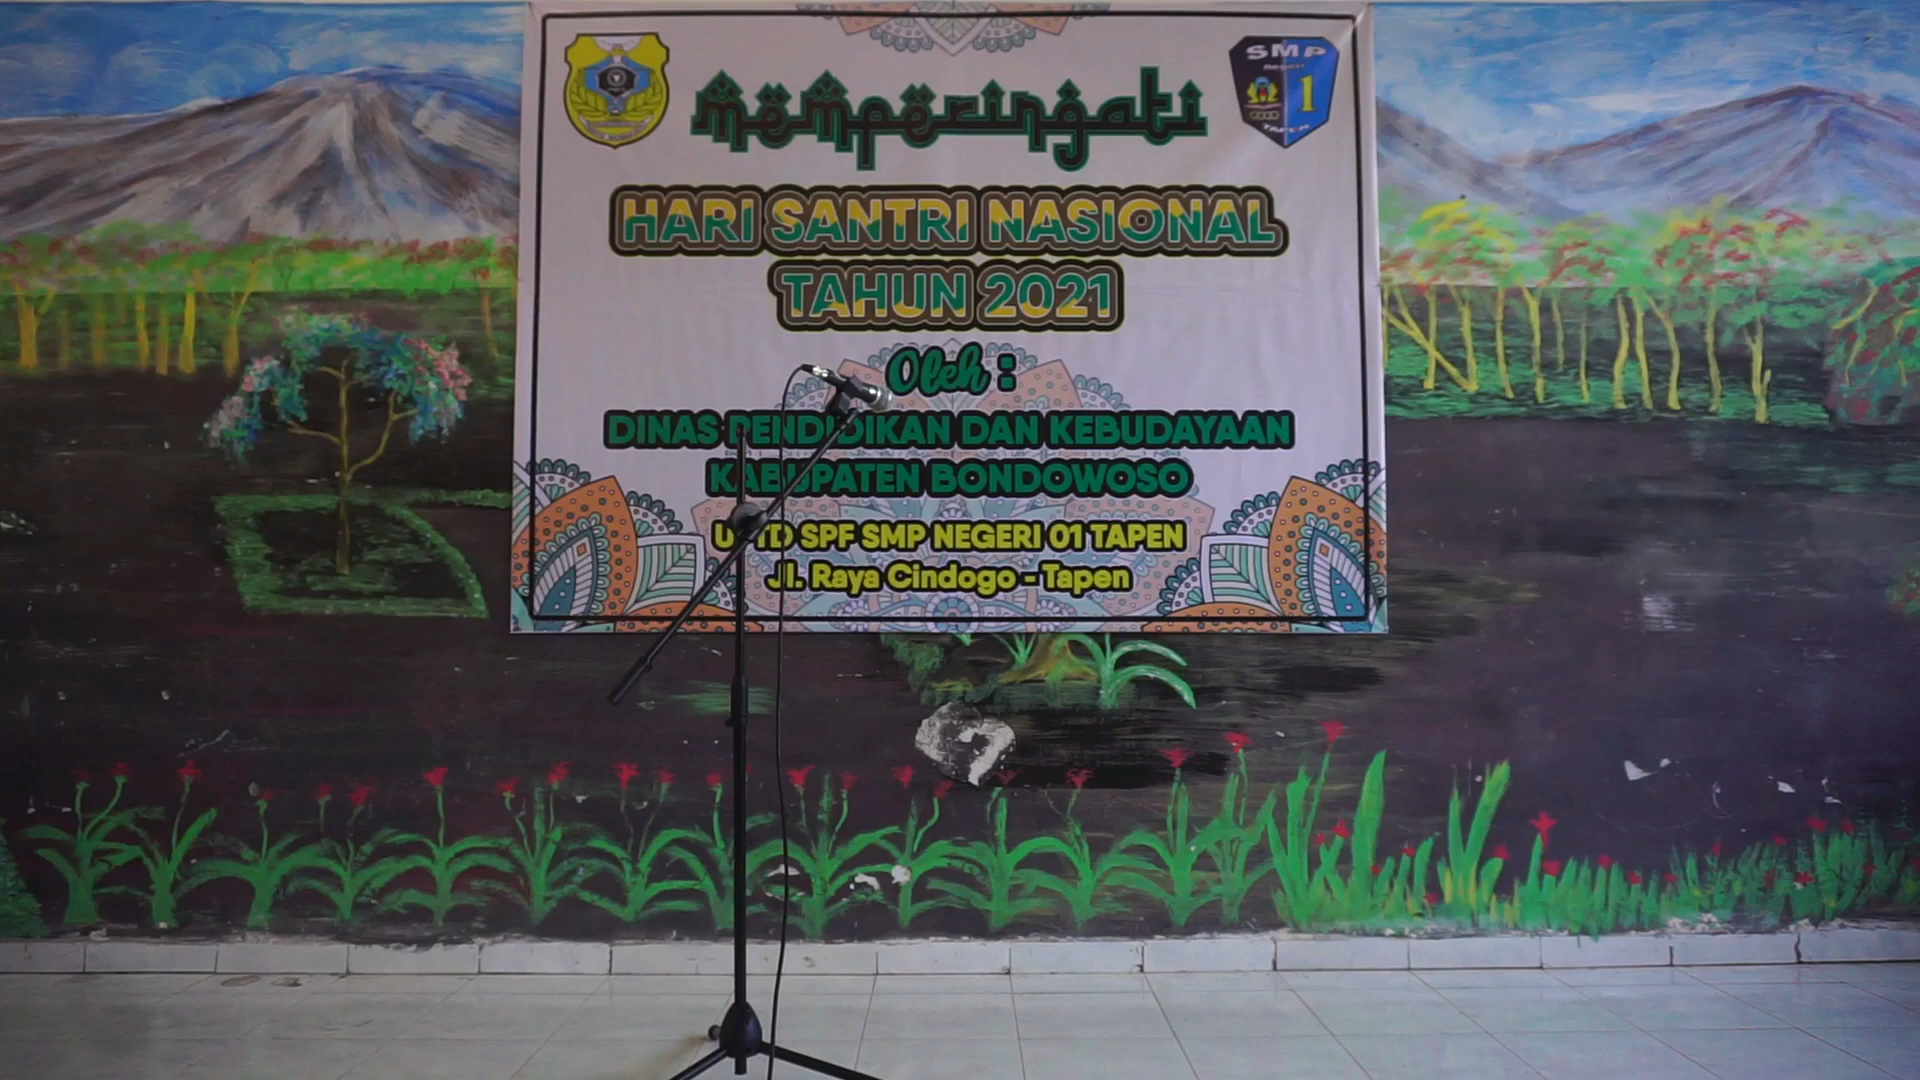 SMP
Negeri
1
TAPEN
memperingati
HARI SANTRI NASIONAL
TAHUN 2021
Oleh :
DINAS PENDIDIKAN DAN KEBUDAYAAN
KABUPATEN BONDOWOSO
UPTD SPF SMP NEGERI 01 TAPEN
Jl. Raya Cindogo - Tapen